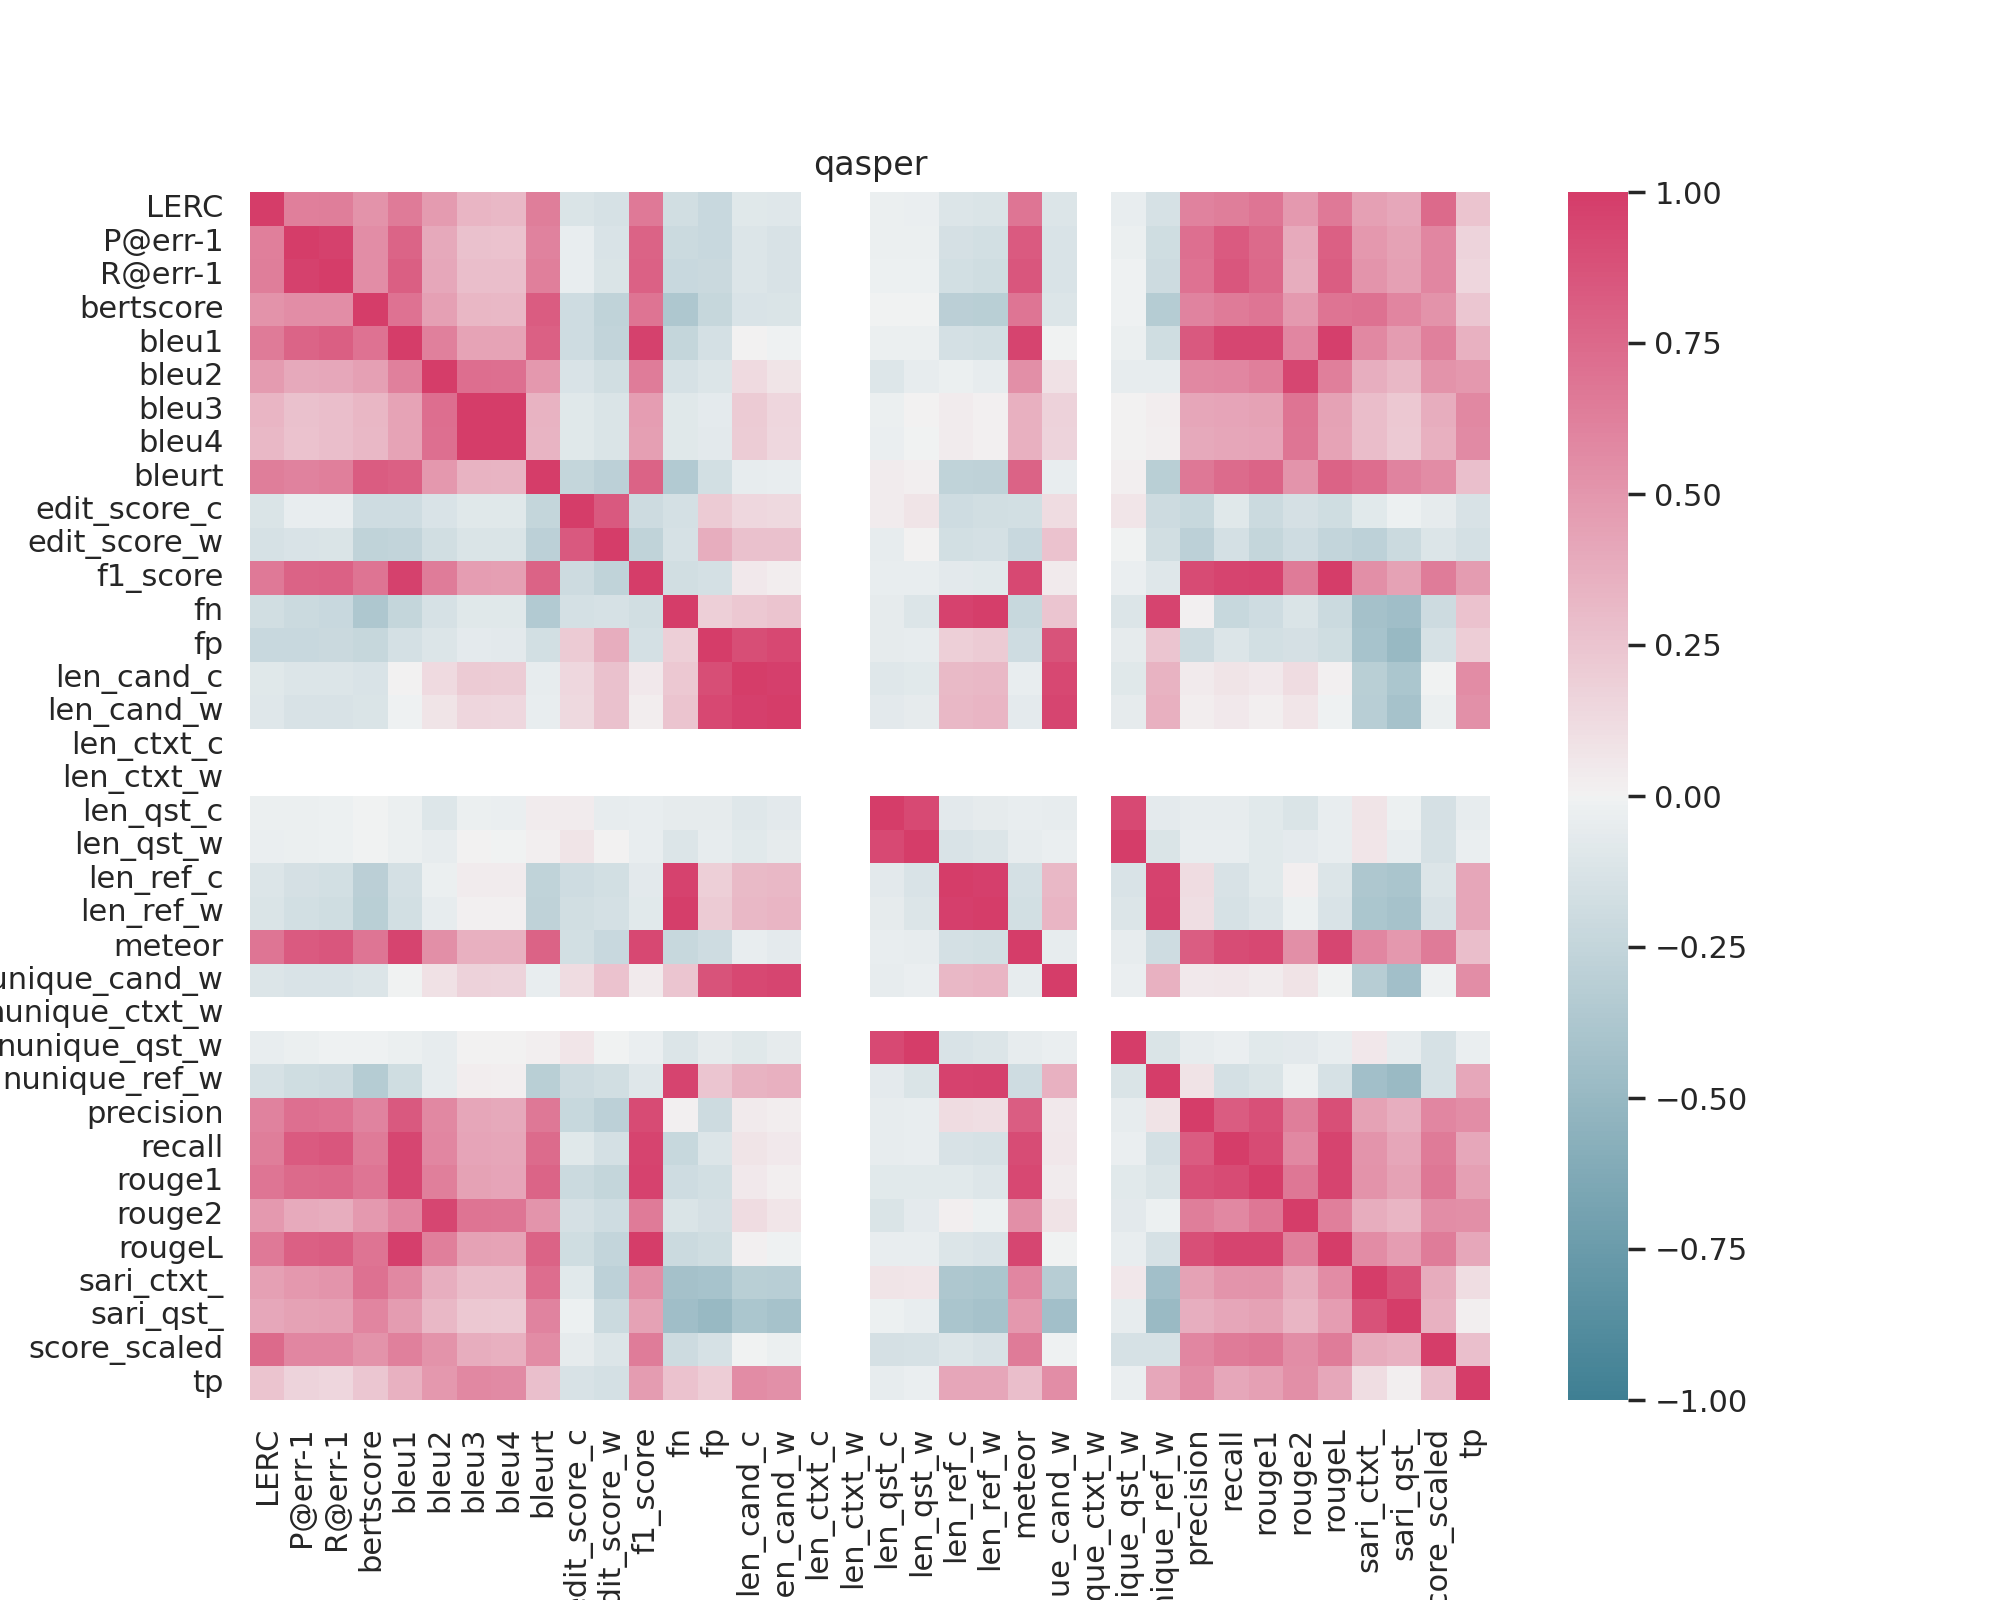 qasper
LERC
P@err-1
R@err-1
bertscore
bleu1
bleu2
bleu3
bleu4
bleurt
edit_score_c
edit_score_w
f1_score
fn
fp
len_cand_c
len_cand_w
len_ctxt_c
len_ctxt_w
len_qst_c
len_qst_w
len_ref_c
len_ref_w
meteor
unique_cand_w
nunique_ctxt_w
nunique_qst_w
nunique_ref_w
precision
recall
rouge1
rouge2
rougeL
sari_ctxt_
sari_qst_
score_scaled
tp
LERC
P@err-1
R@err-1
bertscore
bleu1
bleu2
bleu3
bleu4
bleurt
edit_score_c
dit_score_w
f1_score
fn
fp
len_cand_c
en_cand_w
len_ctxt_c
len_ctxt_w
len_qst_c
len_qst_w
len_ref_c
len_ref_w
meteor
ue_cand_w
que_ctxt_w
ique_qst_w
nique_ref_w
precision
recall
rouge1
rouge2
rougeL
sari_ctxt_
sari_qst_
core_scaled
tp
1.00
0.75
0.50
0.25
0.00
−0.25
−0.50
−0.75
−1.00